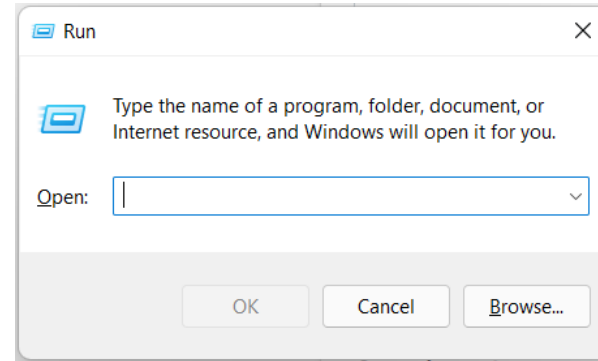 Run
Type the name of a program, folder, document, or
Internet resource, and Windows will open it for you.
Open:
OK
Cancel
Browse...